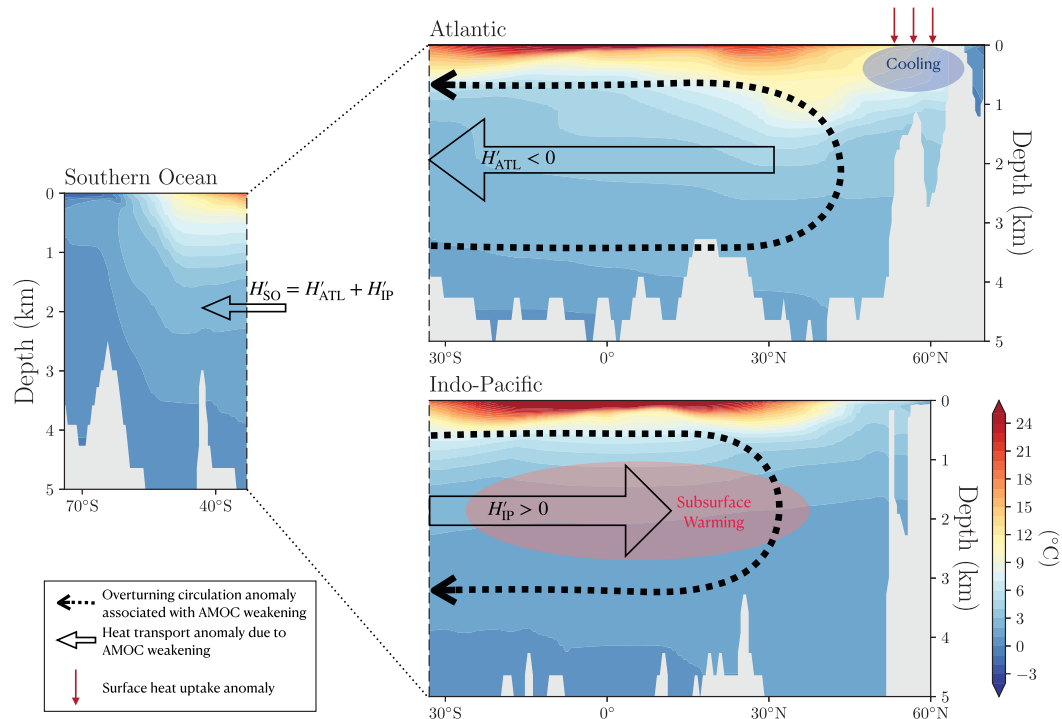 Atlantic
Cooling
0
1
2
3
4
5
Depth (km)
H′ATL < 0
30°S
0°
30°N
60°N
Southern Ocean
0
1
2
3
4
5
Depth (km)
70°S
40°S
H′SO = H′ATL + H′IP
Indo-Pacific
0
1
2
3
4
5
Depth (km)
H′IP > 0
Subsurface
Warming
30°S
0°
30°N
60°N
24
21
18
15
12
9
6
3
0
−3
(°C)
Overturning circulation anomaly
associated with AMOC weakening
Heat transport anomaly due to
AMOC weakening
Surface heat uptake anomaly